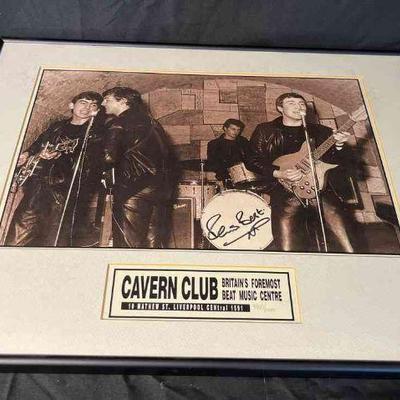 Pete Best
CAVERN CLUB
BRITAIN'S FOREMOST
BEAT MUSIC CENTRE
10 MATHEW ST. LIVERPOOL CENtral 1591